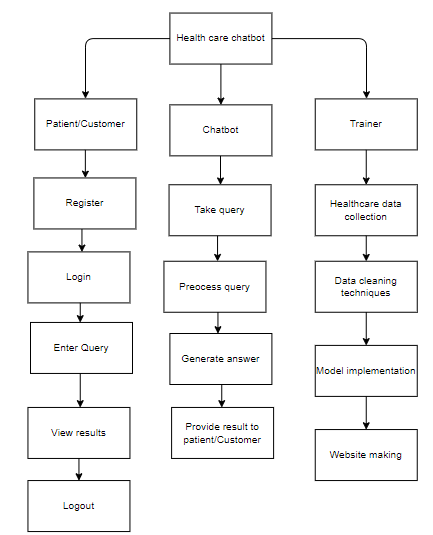 Health care chatbot
Patient/Customer
Chatbot
Trainer
Register
Take query
Healthcare data
collection
Login
Preocess query
Data cleaning
techniques
Enter Query
Generate answer
Model implementation
View results
Provide result to
patient/Customer
Website making
Logout